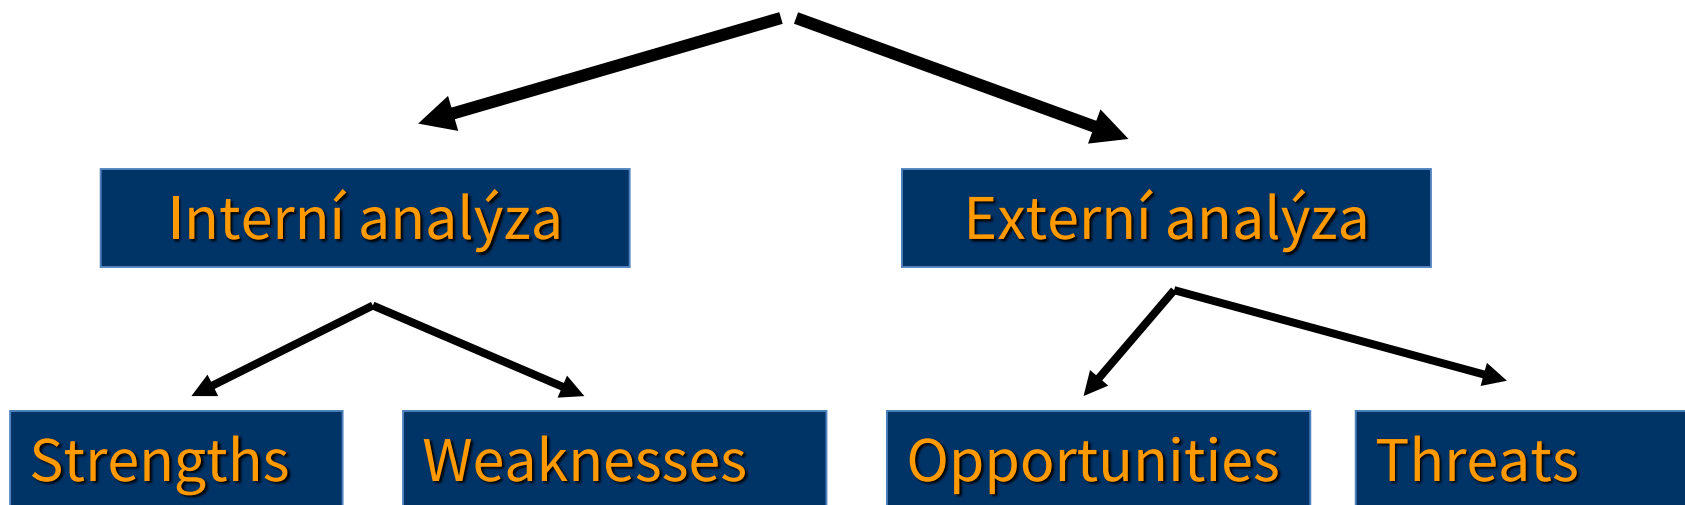 Interní analýza
Externí analýza
Strengths
Weaknesses
Opportunities
Threats